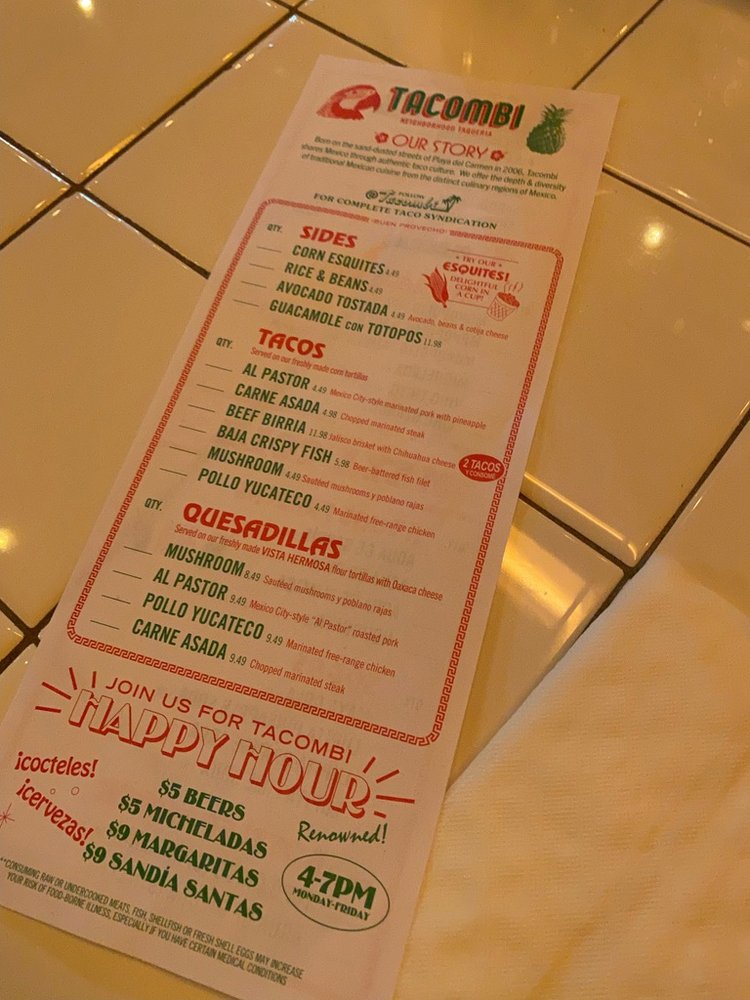 TACOMBI
NEIGHBORHOOD TAQUERIA
OUR STORY
Born on the sand-dusted streets of Playa del Carmen in 2006, Tacombi
shares Mexico through authentic taco culture. We offer the depth & diversity
of traditional Mexican cuisine from the distinct culinary regions of Mexico.
FOLLOW
@Tacombi
FOR COMPLETE TACO SYNDICATION
BUEN PROVECHO
QTY. SIDES
CORN ESQUITES 4.49
RICE & BEANS 4.49
AVOCADO TOSTADA 4.49 Avocado, beans & cotija cheese
GUACAMOLE CON TOTOPOS 11.98
TRY OUR
ESQUITES!
DELIGHTFUL
CORN IN
A CUP!
QTY. TACOS
Served on our freshly made corn tortillas
AL PASTOR 4.49 Mexico City-style marinated pork with pineapple
CARNE ASADA 4.98 Chopped marinated steak
BEEF BIRRIA 11.98 Jalisco brisket with Chihuahua cheese
2 TACOS
Y CONSOMÉ
BAJA CRISPY FISH 5.98 Beer-battered fish filet
MUSHROOM 4.49 Sautéed mushrooms y poblano rajas
POLLO YUCATECO 4.49 Marinated free-range chicken
QTY. QUESADILLAS
Served on our freshly made VISTA HERMOSA flour tortillas with Oaxaca cheese
MUSHROOM 8.49 Sautéed mushrooms y poblano rajas
AL PASTOR 9.49 Mexico City-style "Al Pastor" roasted pork
POLLO YUCATECO 9.49 Marinated free-range chicken
CARNE ASADA 9.49 Chopped marinated steak
JOIN US FOR TACOMBI
HAPPY HOUR
¡cocteles!
¡cervezas!
$5 BEERS
$5 MICHELADAS
$9 MARGARITAS
$9 SANDÍA SANTAS
Renowned!
4-7PM
MONDAY-FRIDAY
**CONSUMING RAW OR UNDERCOOKED MEATS, FISH, SHELLFISH OR FRESH SHELL EGGS MAY INCREASE
YOUR RISK OF FOOD-BORNE ILLNESS, ESPECIALLY IF YOU HAVE CERTAIN MEDICAL CONDITIONS